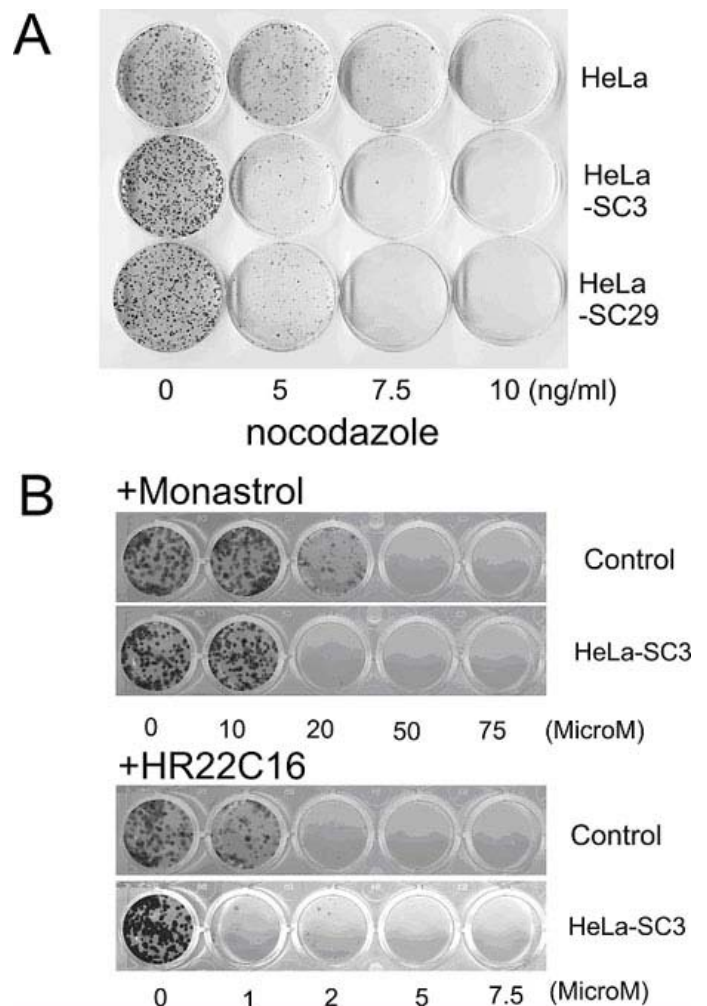 A
HeLa
HeLa
-SC3
HeLa
-SC29
0 5 7.5 10 (ng/ml)
nocodazole
B
+Monastrol
Control
HeLa-SC3
0 10 20 50 75 (MicroM)
+HR22C16
Control
HeLa-SC3
0 1 2 5 7.5 (MicroM)